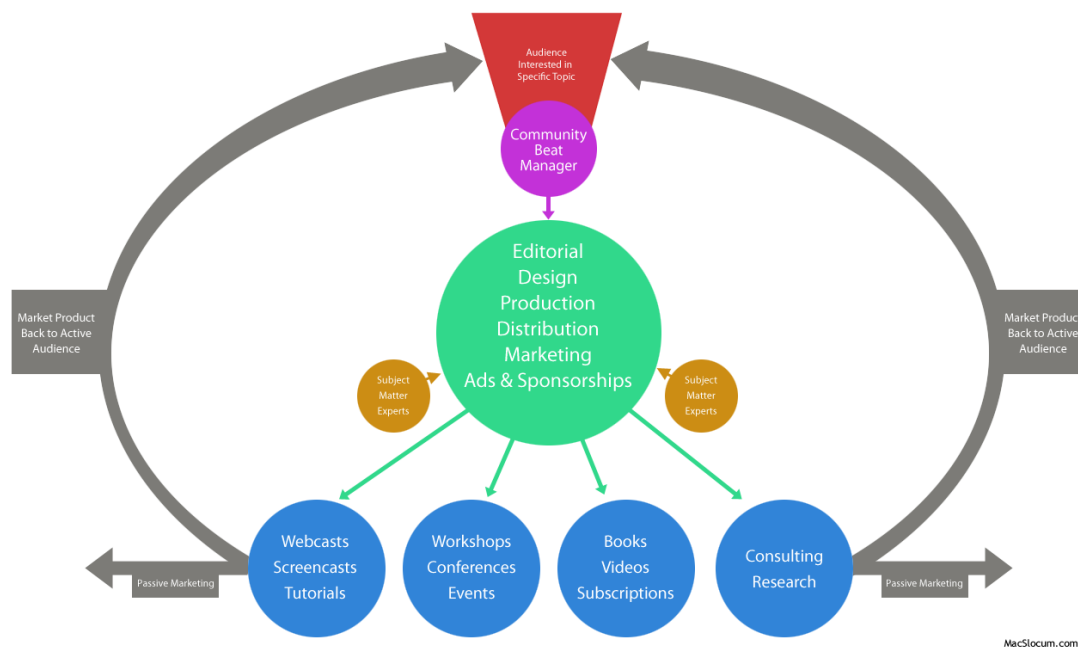 Audience
Interested in
Specific Topic
Community
Beat
Manager
Editorial
Design
Production
Distribution
Marketing
Ads & Sponsorships
Market Product
Back to Active
Audience
Market Product
Back to Active
Audience
Subject
Matter
Experts
Subject
Matter
Experts
Webcasts
Screencasts
Tutorials
Workshops
Conferences
Events
Books
Videos
Subscriptions
Consulting
Research
Passive Marketing
Passive Marketing
MacSlocum.com